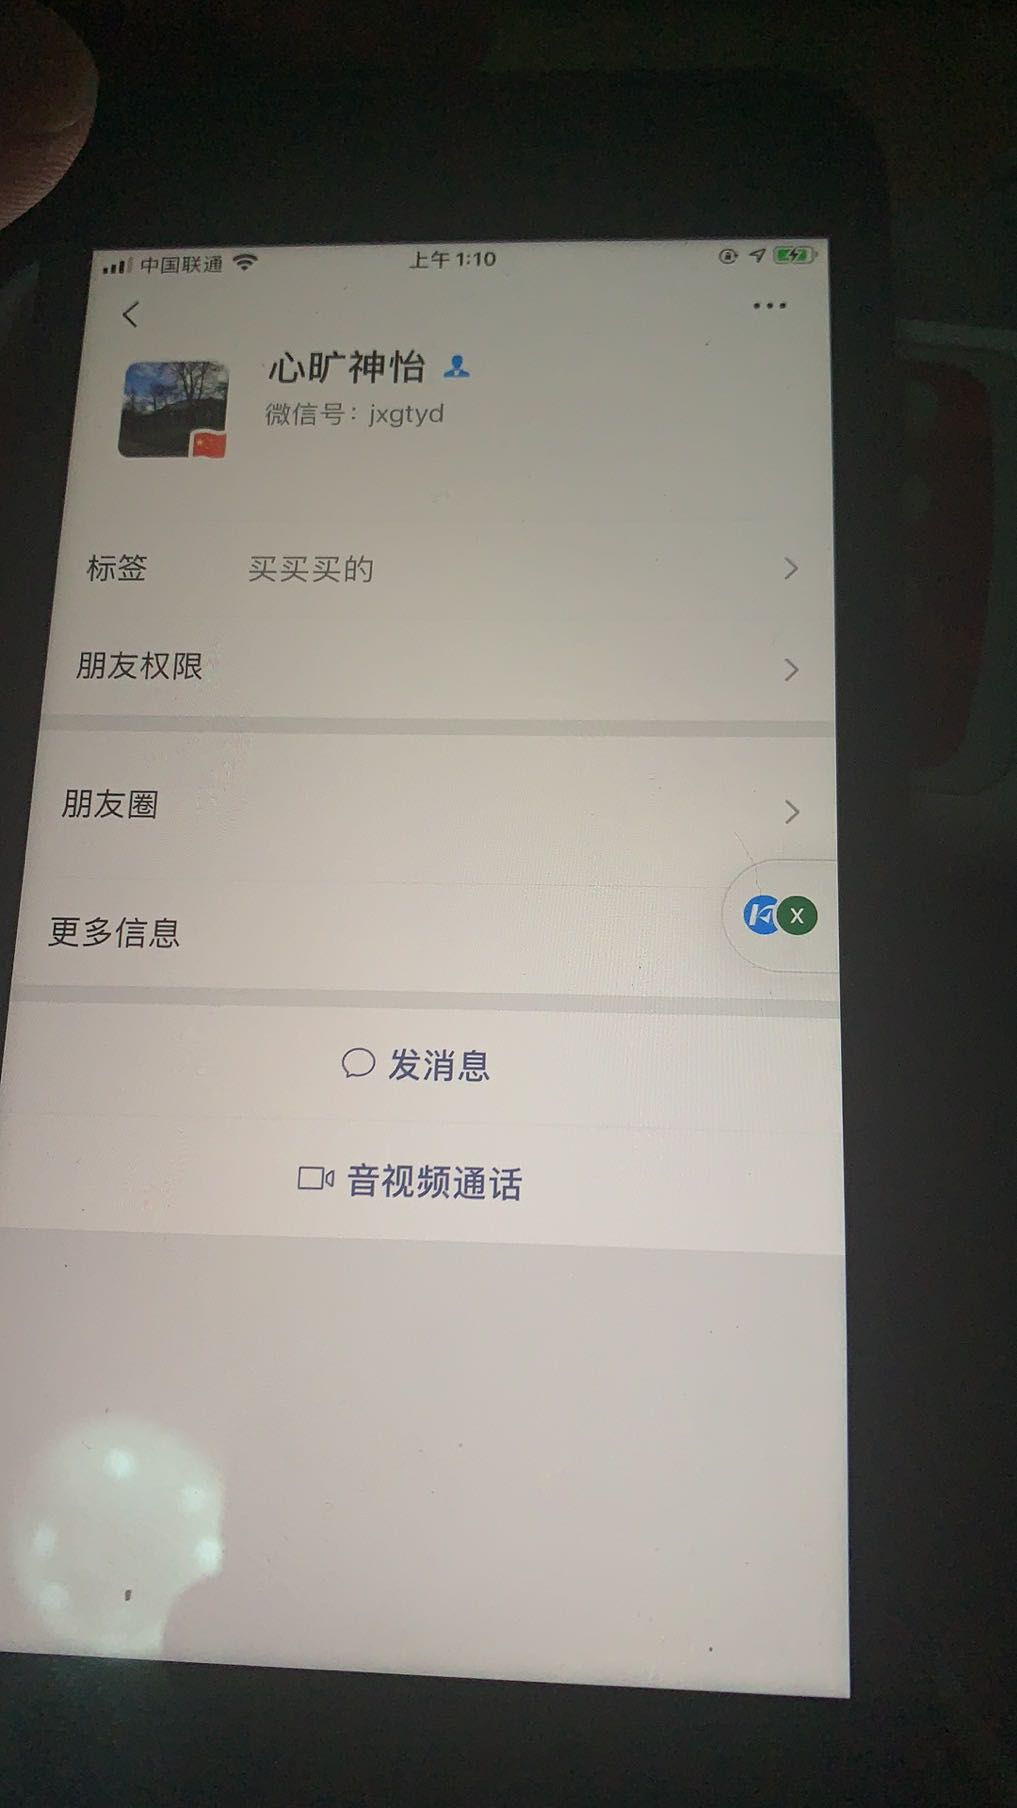 中国联通 上午1:10
心旷神怡
微信号：jxgtyd
标签 买买买的
朋友权限
朋友圈
更多信息
X
发消息
音视频通话